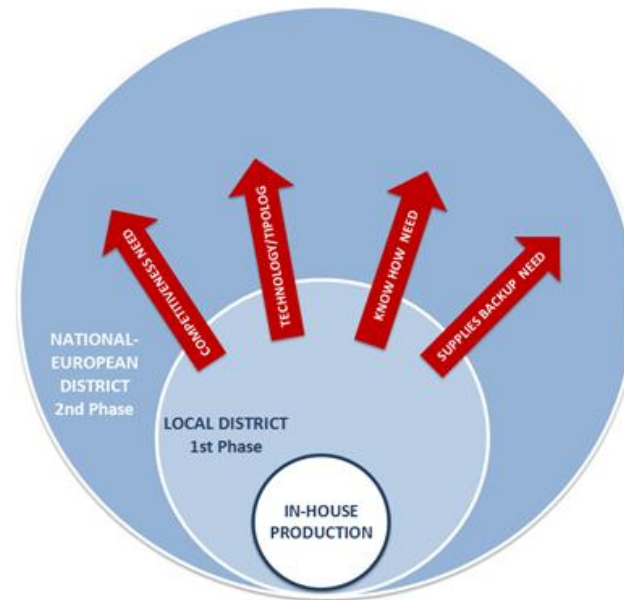 COMPETITIVENESS NEED
TECHNOLOGY/TIPOLOG
KNOW HOW NEED
SUPPLIES BACKUP NEED
NATIONAL-
EUROPEAN
DISTRICT
2nd Phase
LOCAL DISTRICT
1st Phase
IN-HOUSE
PRODUCTION